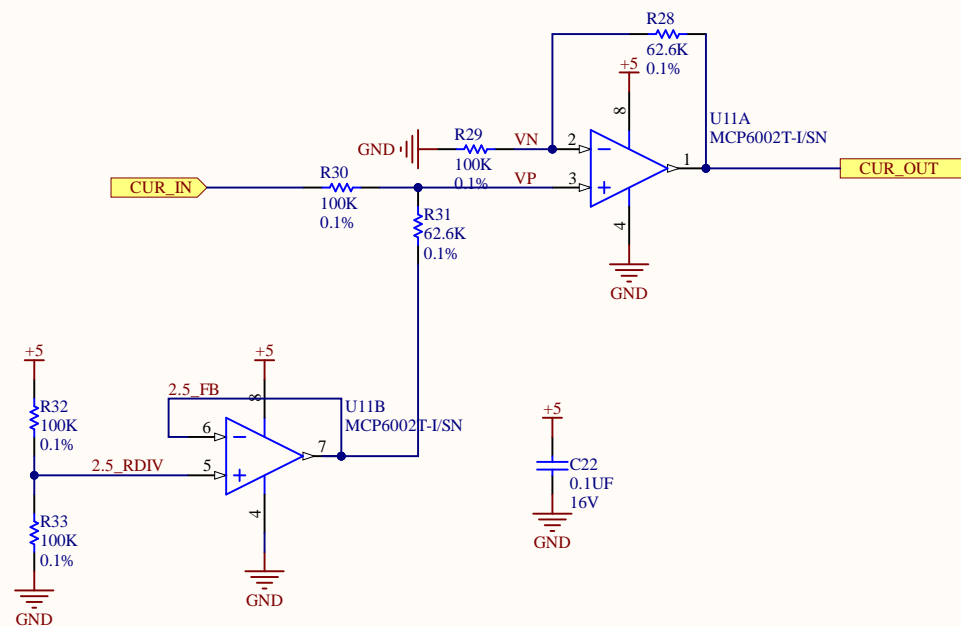 R28
62.6K
0.1%
+5
8
U11A
MCP6002T-I/SN
R29
VN
2
GND
100K
0.1%
1
CUR_OUT
R30
VP
3
CUR_IN
100K
0.1%
R31
62.6K
0.1%
4
GND
+5
+5
2.5_FB
8
R32
100K
0.1%
U11B
MCP6002T-I/SN
6
7
2.5_RDIV
5
+5
C22
0.1UF
16V
R33
100K
0.1%
4
GND
GND
GND